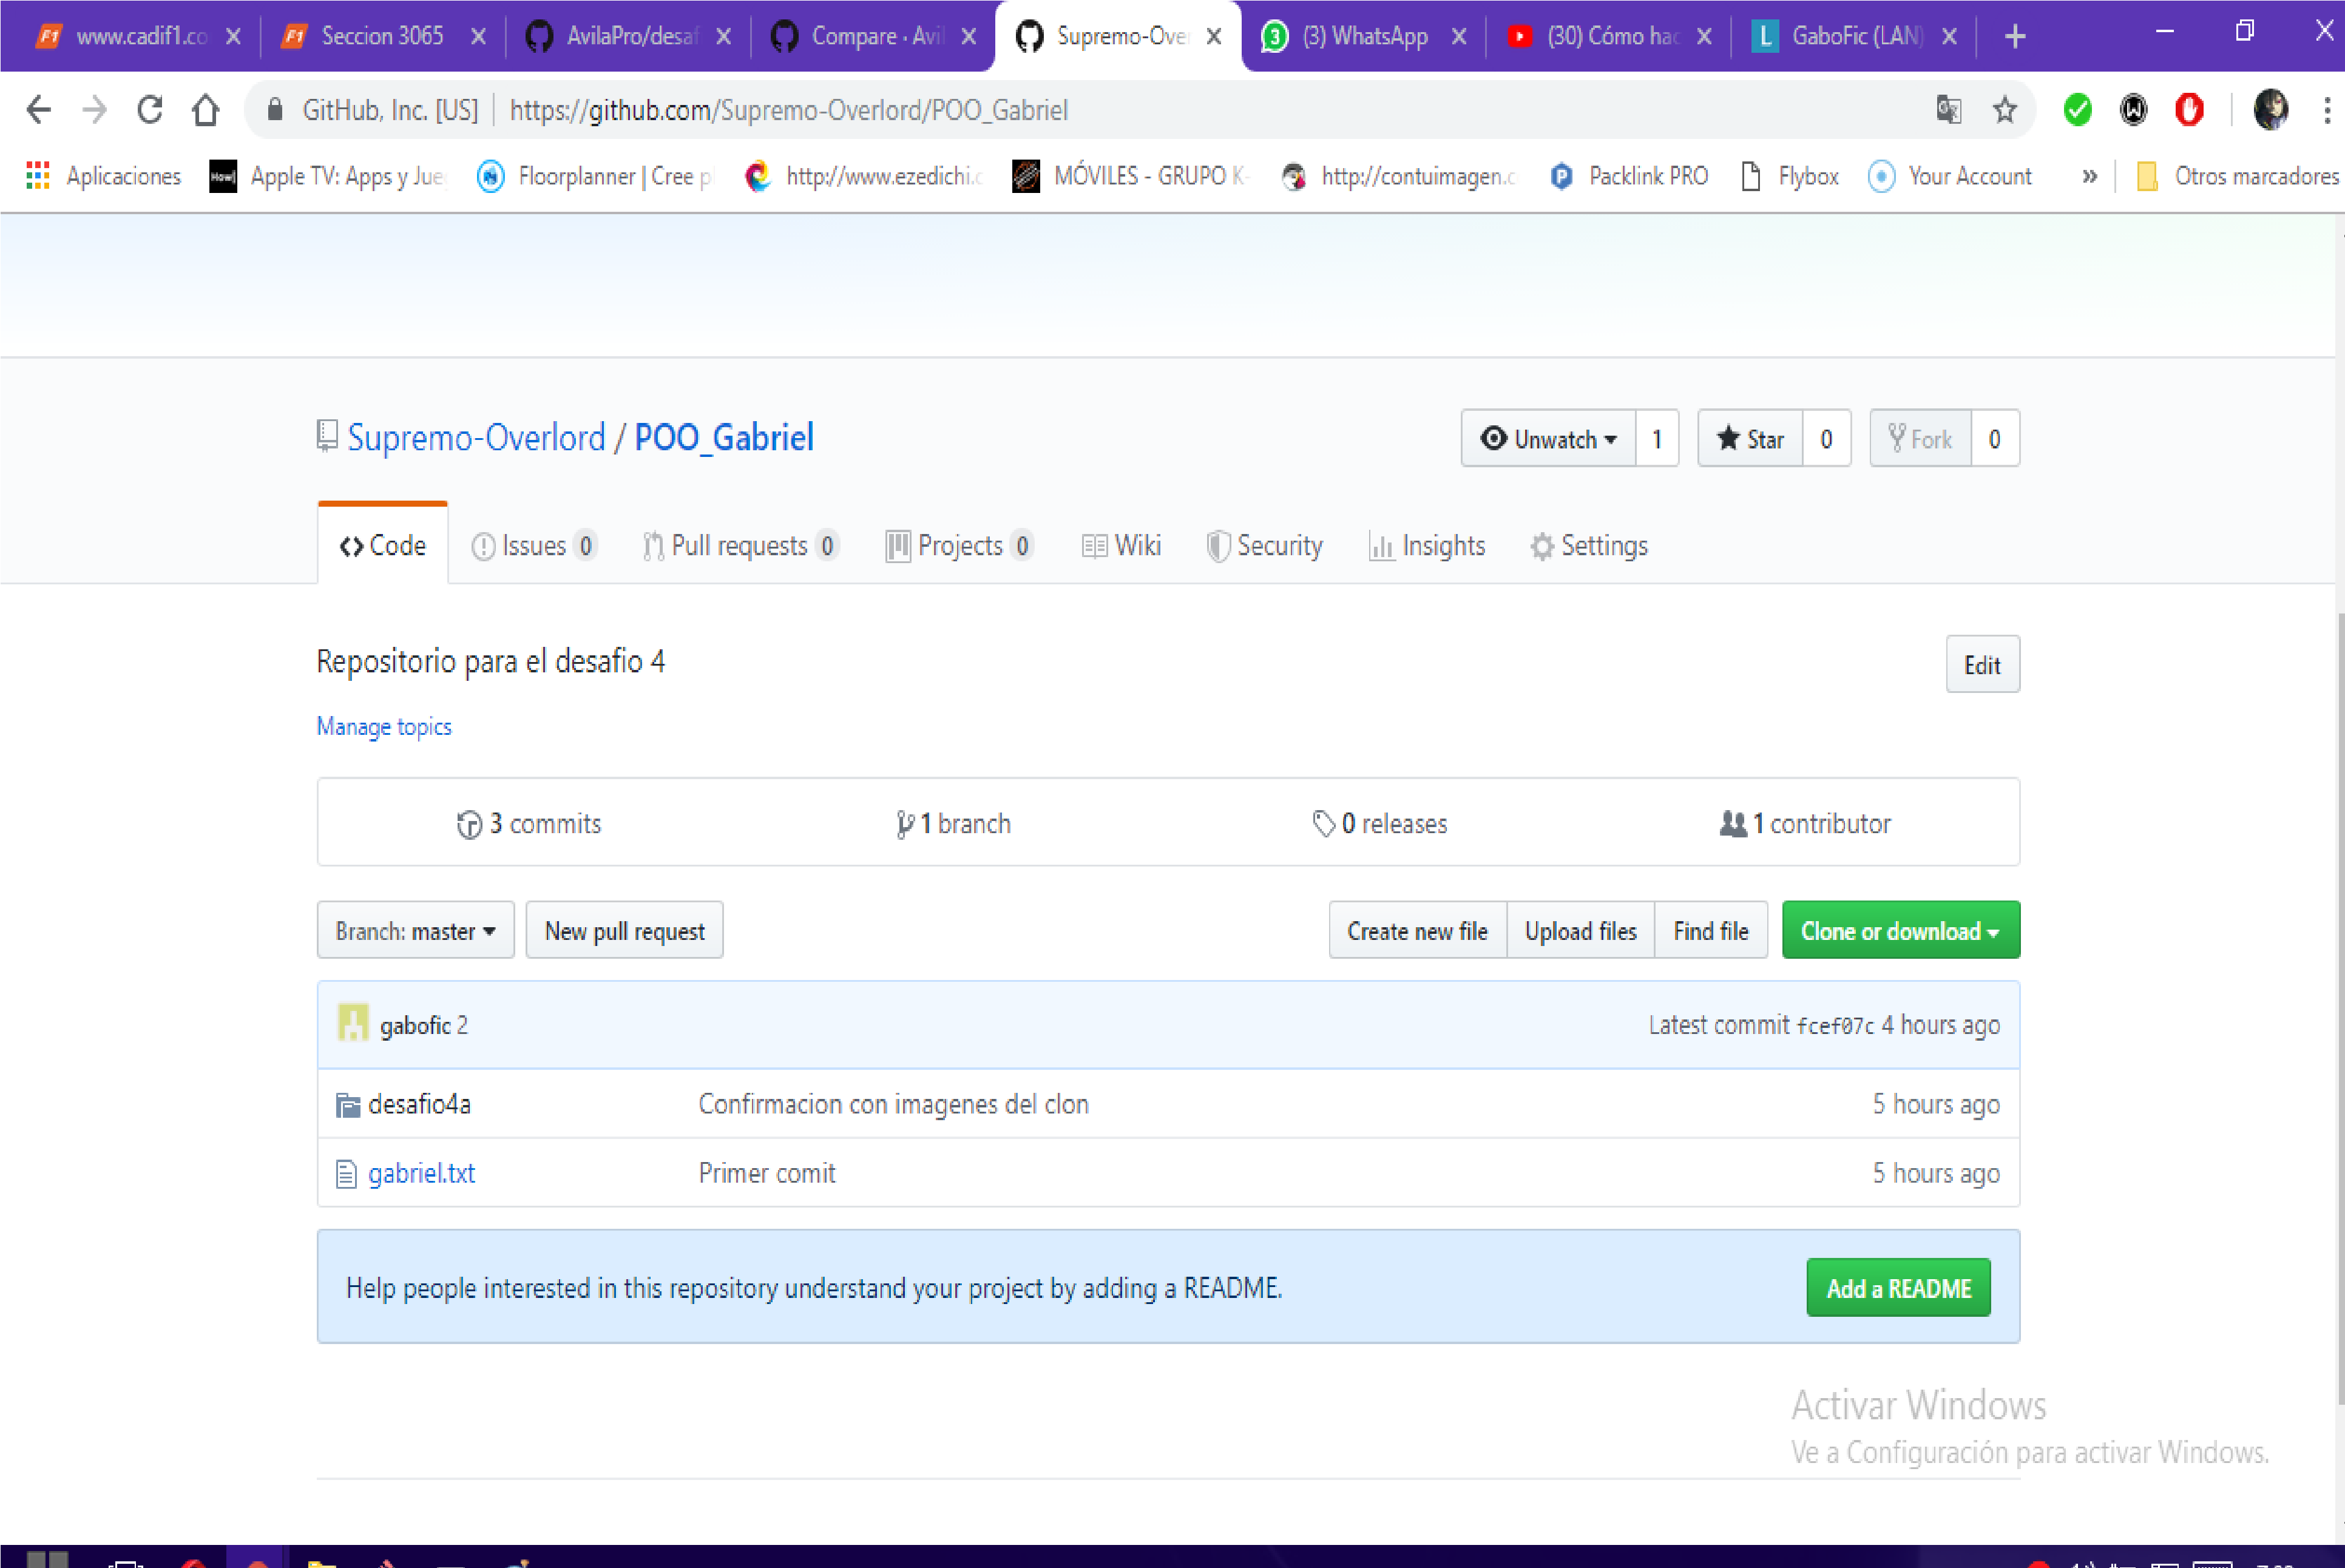 www.cadif1.co
Seccion 3065
AvilaPro/desaf
Compare · Avil
Supremo-Over
(3) WhatsApp
(30) Cómo hac
GaboFic (LAN)
GitHub, Inc. [US] https://github.com/Supremo-Overlord/POO_Gabriel
Aplicaciones
Apple TV: Apps y Jueg
Floorplanner | Cree p
http://www.ezedichi.c
MÓVILES - GRUPO K-
http://contuimagen.c
Packlink PRO
Flybox
Your Account
»
Otros marcadores
Supremo-Overlord / POO_Gabriel
Unwatch 1
Star 0
Fork 0
Code
Issues 0
Pull requests 0
Projects 0
Wiki
Security
Insights
Settings
Repositorio para el desafio 4
Edit
Manage topics
3 commits
1 branch
0 releases
1 contributor
Branch: master
New pull request
Create new file
Upload files
Find file
Clone or download
gabofic 2
Latest commit fcef07c 4 hours ago
desafio4a
Confirmacion con imagenes del clon
5 hours ago
gabriel.txt
Primer comit
5 hours ago
Help people interested in this repository understand your project by adding a README.
Add a README
Activar Windows
Ve a Configuración para activar Windows.